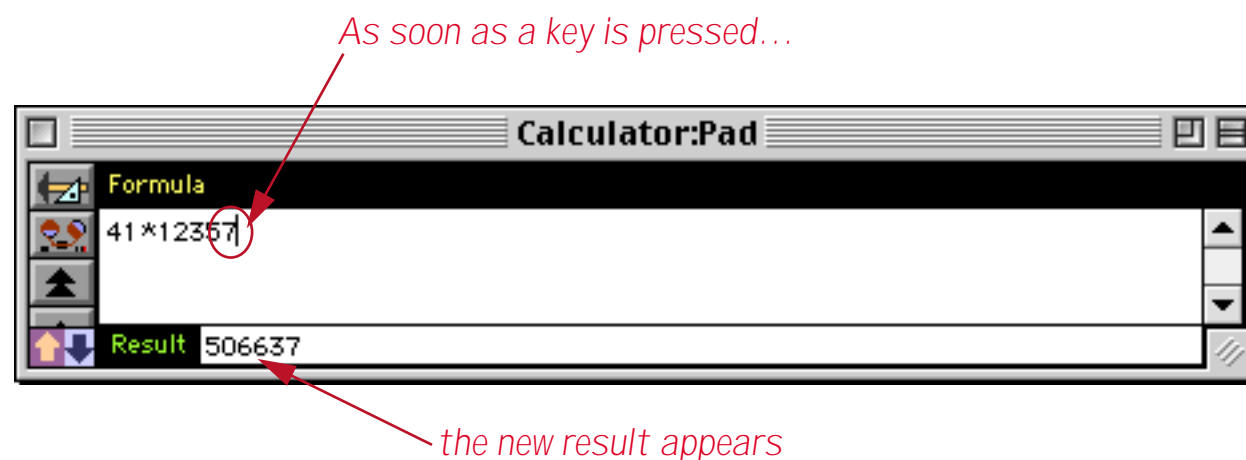 As soon as a key is pressed...
Calculator:Pad
Formula
41*12357
Result 506637
the new result appears